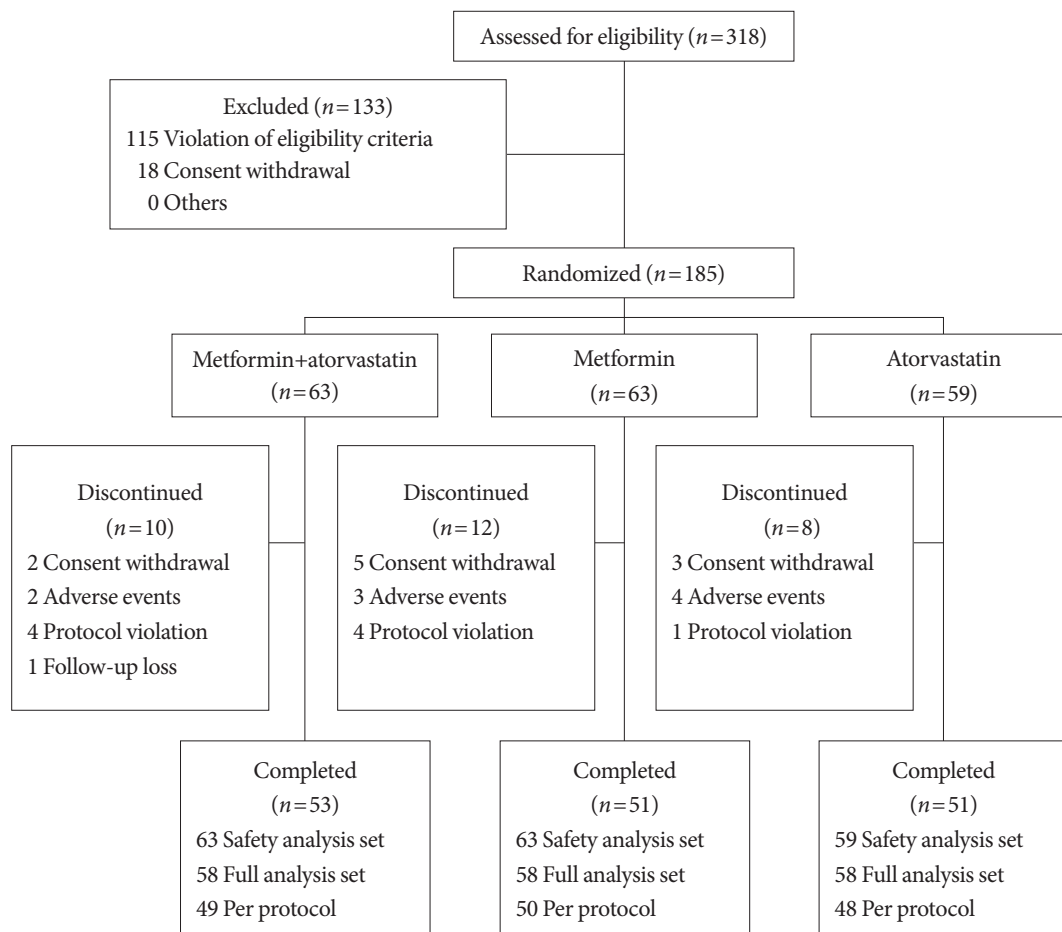 Assessed for eligibility (n=318)
Excluded (n=133)
115 Violation of eligibility criteria
18 Consent withdrawal
0 Others
Randomized (n=185)
Metformin+atorvastatin
(n=63)
Metformin
(n=63)
Atorvastatin
(n=59)
Discontinued
(n=10)
2 Consent withdrawal
2 Adverse events
4 Protocol violation
1 Follow-up loss
Discontinued
(n=12)
5 Consent withdrawal
3 Adverse events
4 Protocol violation
Discontinued
(n=8)
3 Consent withdrawal
4 Adverse events
1 Protocol violation
Completed
(n=53)
63 Safety analysis set
58 Full analysis set
49 Per protocol
Completed
(n=51)
63 Safety analysis set
58 Full analysis set
50 Per protocol
Completed
(n=51)
59 Safety analysis set
58 Full analysis set
48 Per protocol